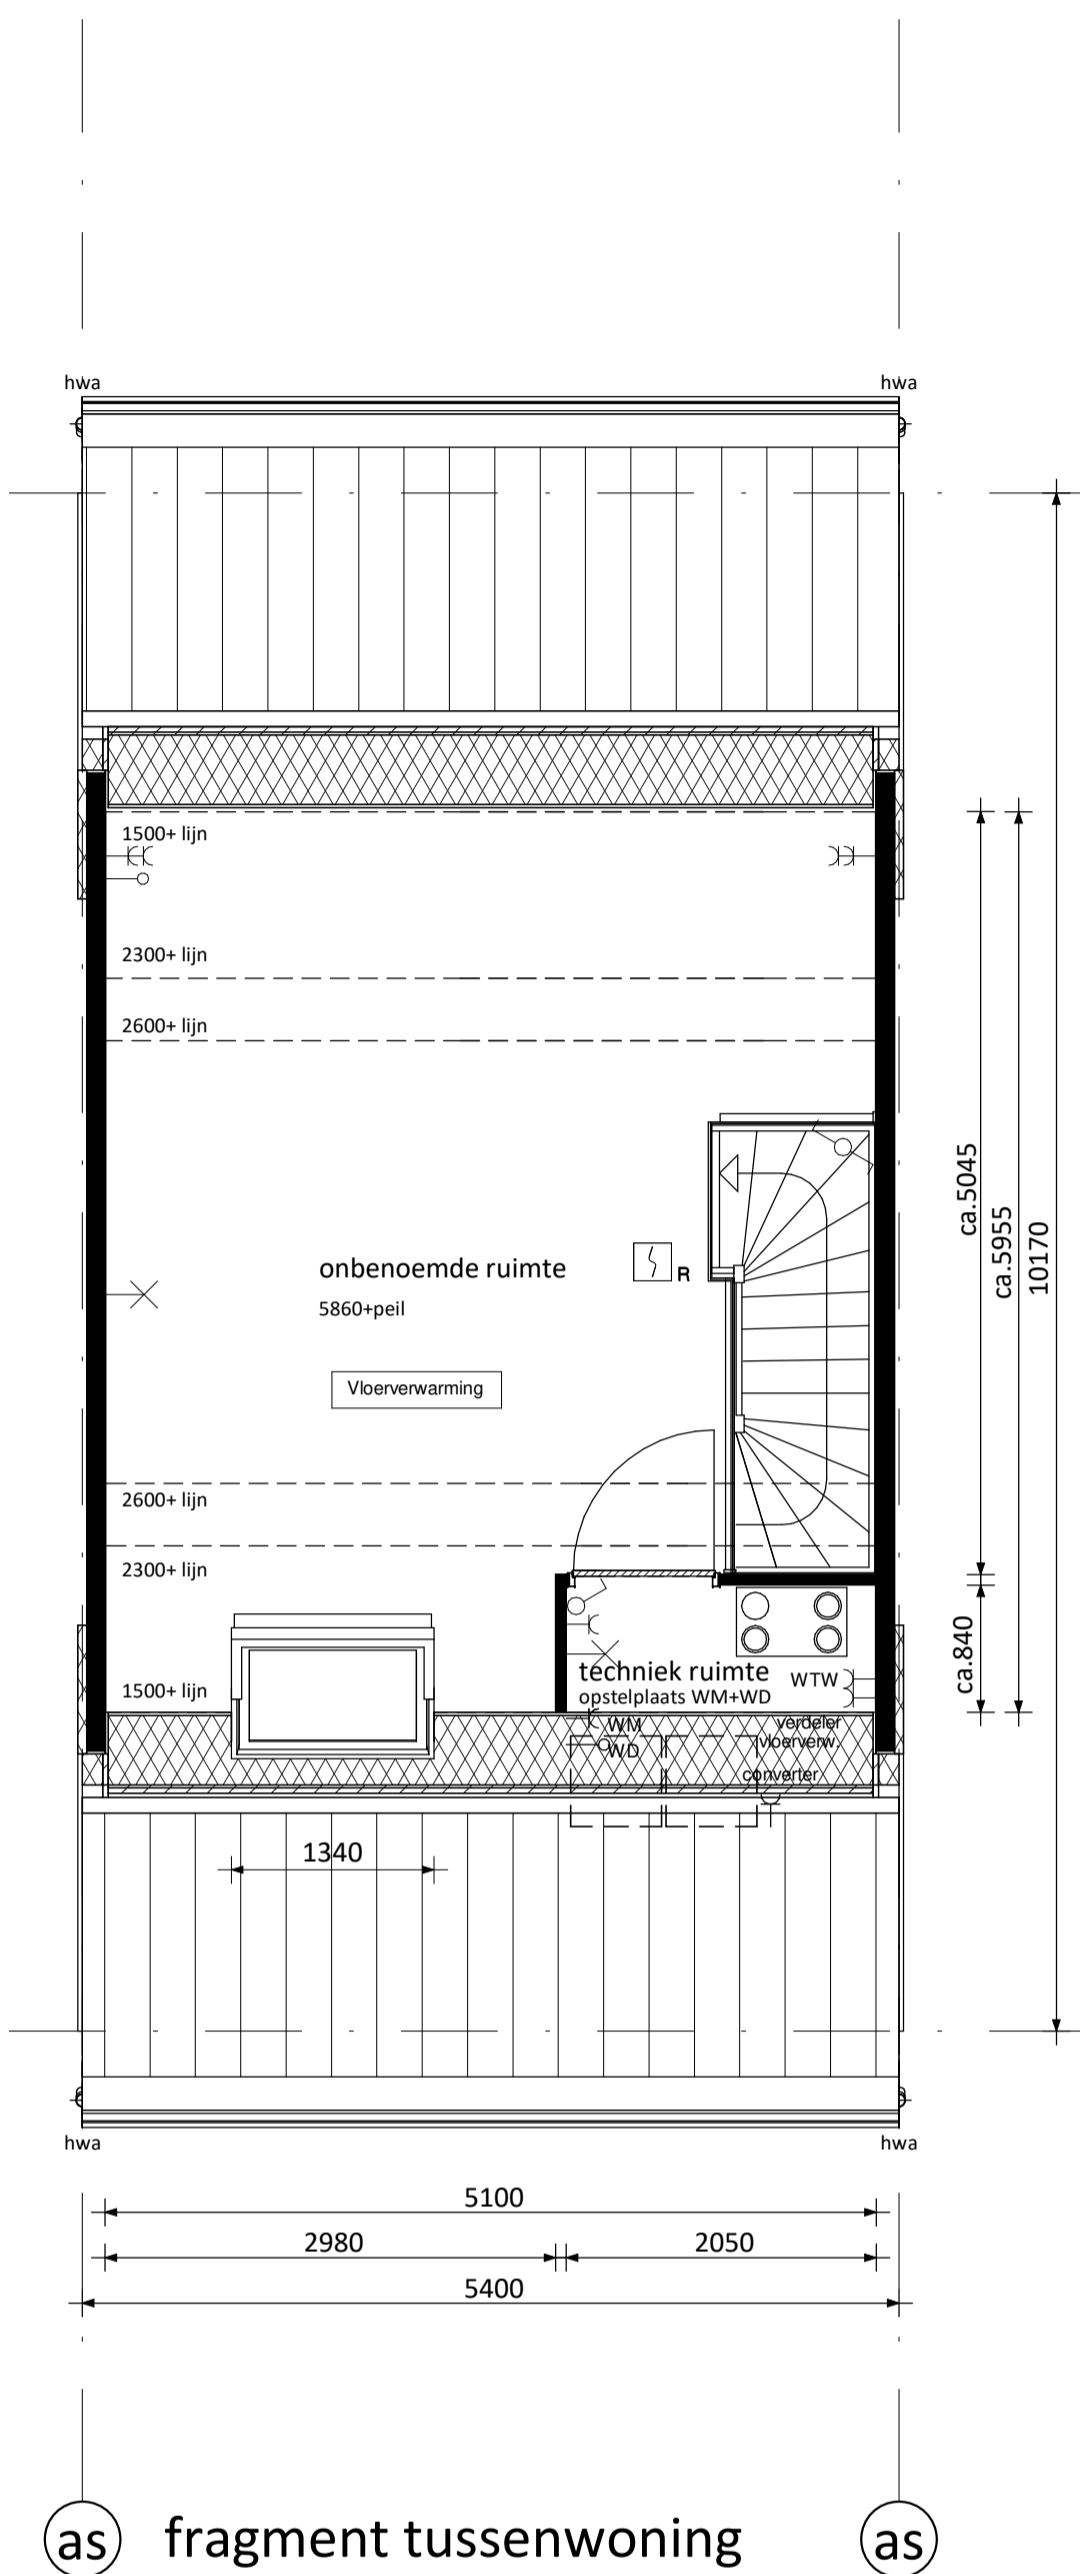 hwa
hwa
1500+ lijn
2300+ lijn
2600+ lijn
ca.5045
ca.5955
10170
onbenoemde ruimte
R
5860+peil
Vloerverwarming
2600+ lijn
2300+ lijn
ca.840
techniek ruimte
WTW
opstelplaats WM+WD
1500+ lijn
WM
verdeler
WD
vloerverw.
converter
1340
hwa
hwa
5100
2980
2050
5400
as
fragment tussenwoning
as